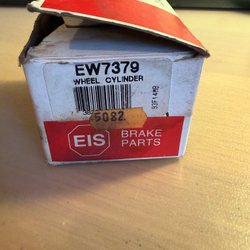 EW7379
WHEEL CYLINDER
5082
EIS
BRAKE
PARTS